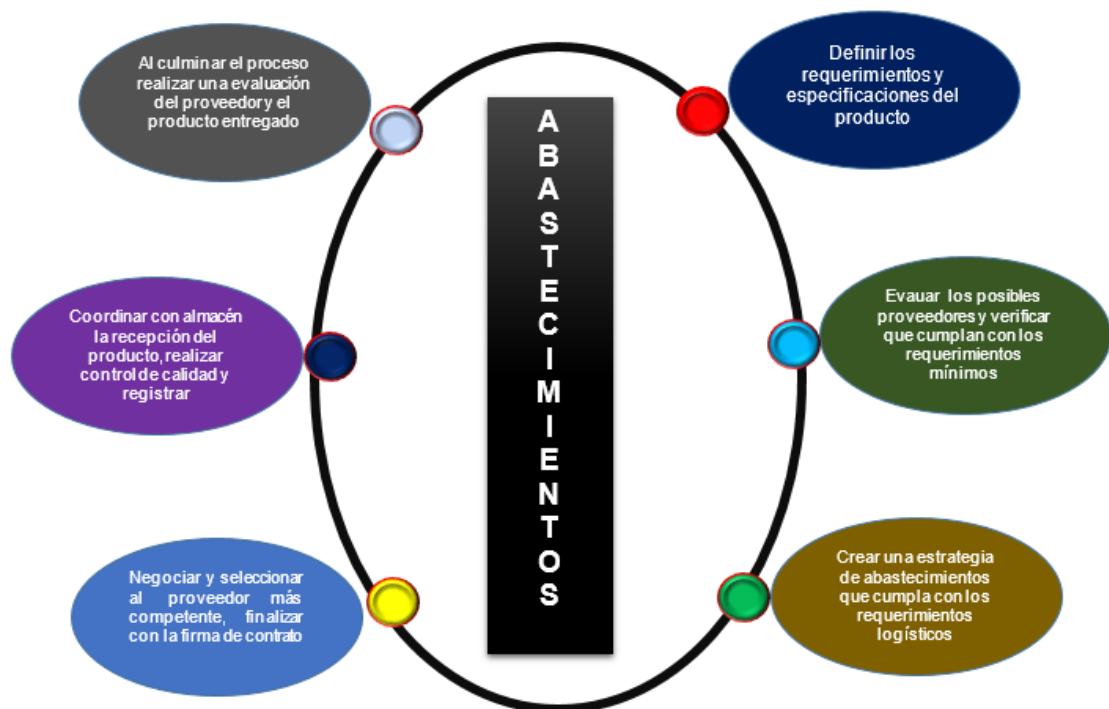 Al culminar el proceso
realizar una evaluación
del proveedor y el
producto entregado
Definir los
requerimientos y
especificaciones del
producto
ABASTECIMIENTOS
Coordinar con almacén
la recepción del
producto, realizar
control de calidad y
registrar
Evauar los posibles
proveedores y verificar
que cumplan con los
requerimientos
mínimos
Negociar y seleccionar
al proveedor más
competente, finalizar
con la firma de contrato
Crear una estrategia
de abastecimientos
que cumpla con los
requerimientos
logísticos